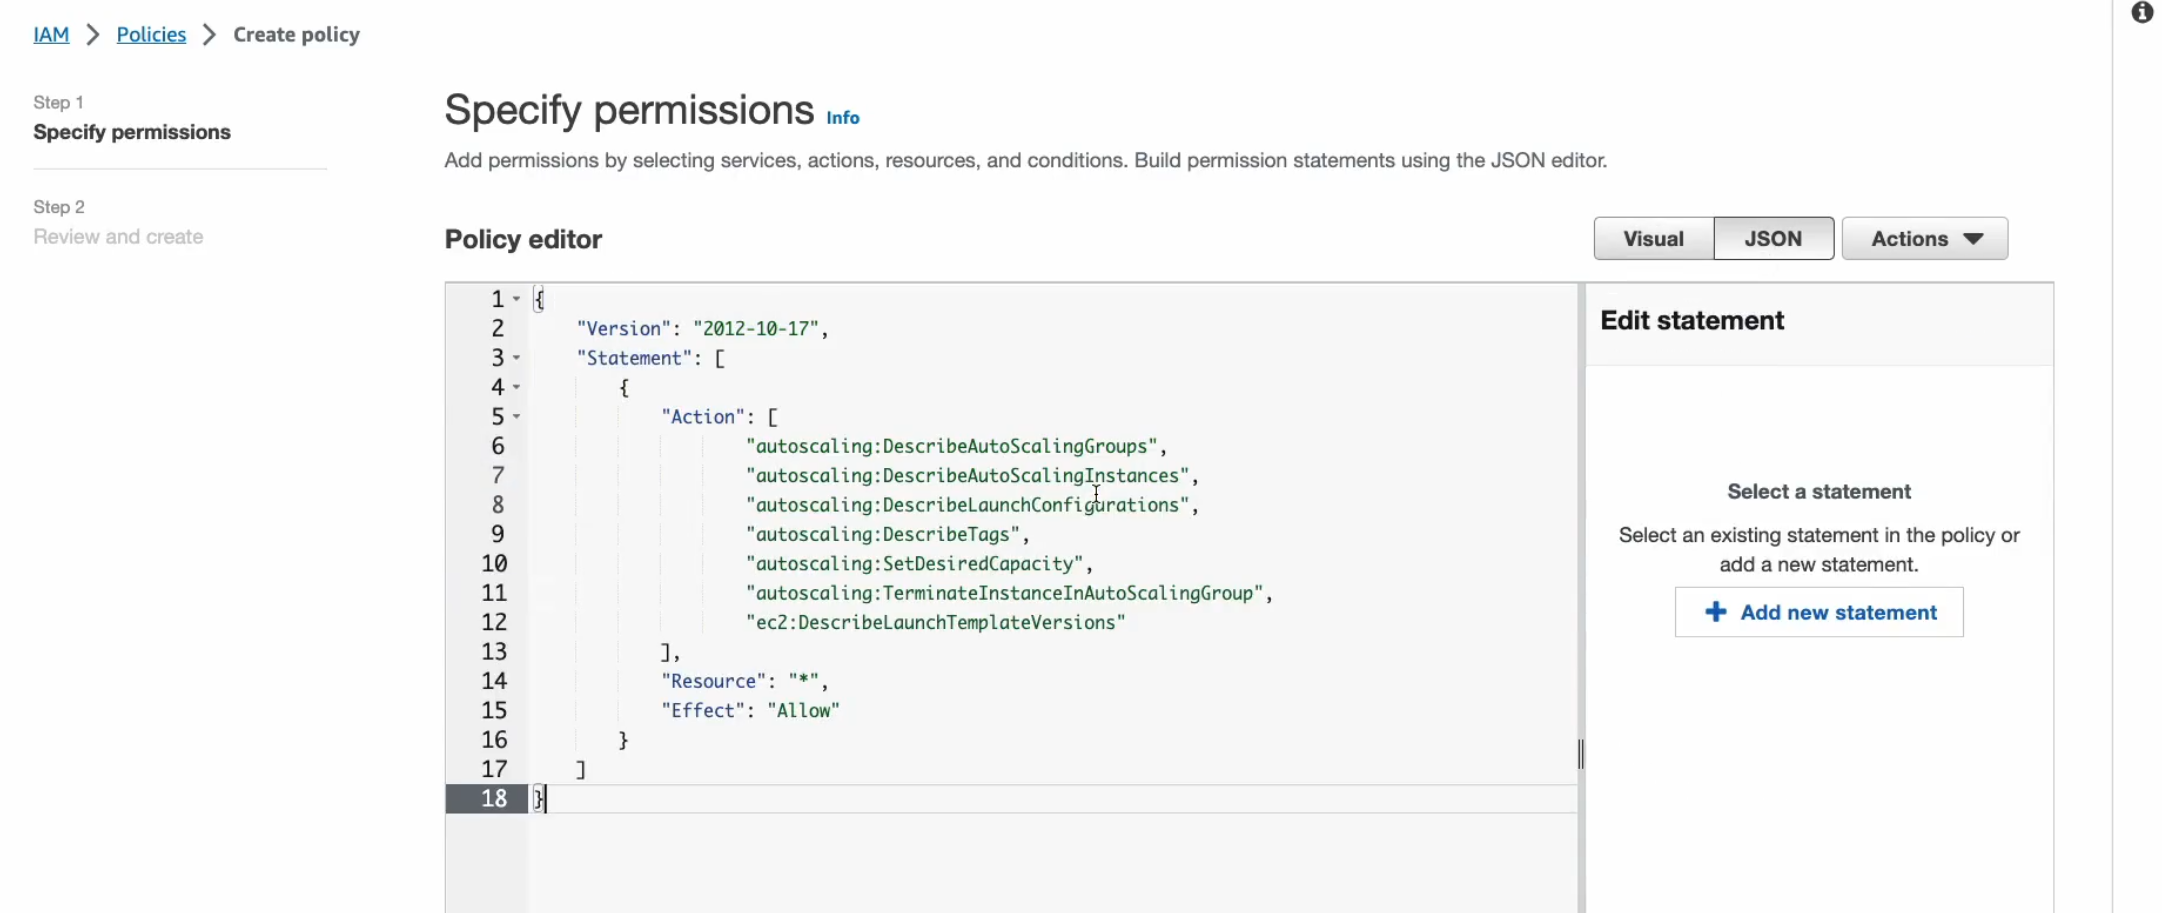 IAM > Policies > Create policy
Step 1
Specify permissions
Step 2
Review and create
Specify permissions Info
Add permissions by selecting services, actions, resources, and conditions. Build permission statements using the JSON editor.
Policy editor
Visual JSON Actions
1 {
2 "Version": "2012-10-17",
3 "Statement": [
4 {
5 "Action": [
6 "autoscaling:DescribeAutoScalingGroups",
7 "autoscaling:DescribeAutoScalingInstances",
8 "autoscaling:DescribeLaunchConfigurations",
9 "autoscaling:DescribeTags",
10 "autoscaling:SetDesiredCapacity",
11 "autoscaling:TerminateInstanceInAutoScalingGroup",
12 "ec2:DescribeLaunchTemplateVersions"
13 ],
14 "Resource": "*",
15 "Effect": "Allow"
16 }
17 ]
18 }
Edit statement
Select a statement
Select an existing statement in the policy or
add a new statement.
+ Add new statement